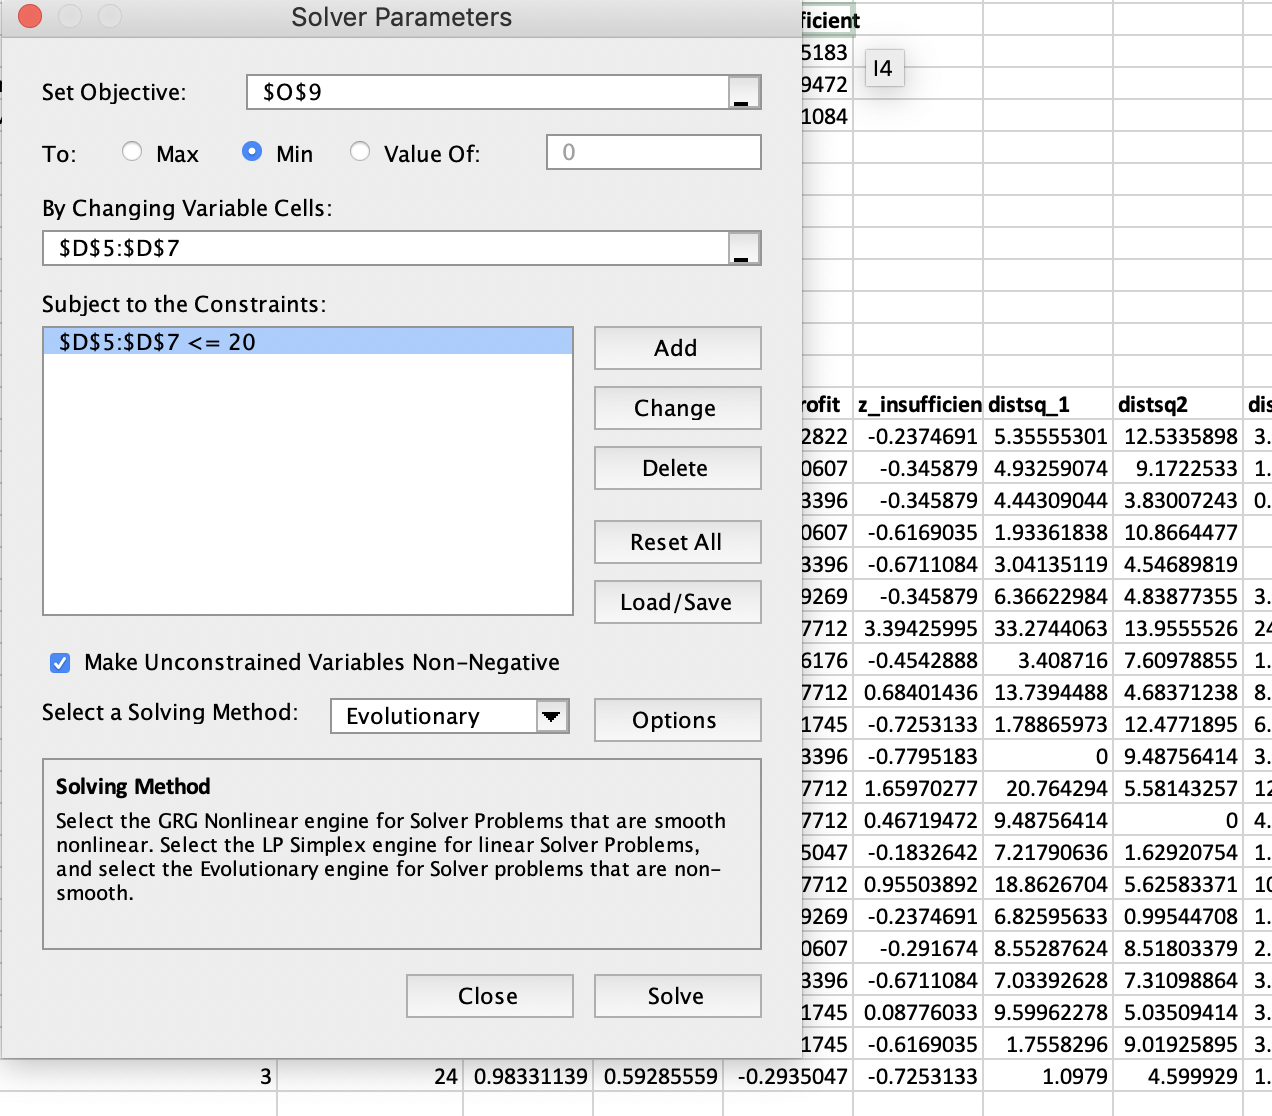 Solver Parameters
ficient
5183
I4
9472
1084
Set Objective: $O$9
To: Max Min Value Of: 0
By Changing Variable Cells:
$D$5:$D$7
Subject to the Constraints:
$D$5:$D$7 <= 20
Add
Change
Delete
Reset All
Load/Save
Make Unconstrained Variables Non-Negative
Select a Solving Method: Evolutionary Options
Solving Method
Select the GRG Nonlinear engine for Solver Problems that are smooth
nonlinear. Select the LP Simplex engine for linear Solver Problems,
and select the Evolutionary engine for Solver problems that are non-
smooth.
Close Solve
rofit z_insufficien distsq_1 distsq2 dis
2822 -0.2374691 5.35555301 12.5335898 3.
0607 -0.345879 4.93259074 9.1722533 1.
3396 -0.345879 4.44309044 3.83007243 0.
0607 -0.6169035 1.93361838 10.8664477
3396 -0.6711084 3.04135119 4.54689819
9269 -0.345879 6.36622984 4.83877355 3.
7712 3.39425995 33.2744063 13.9555526 24
6176 -0.4542888 3.408716 7.60978855 1.
7712 0.68401436 13.7394488 4.68371238 8.
1745 -0.7253133 1.78865973 12.4771895 6.
3396 -0.7795183 0 9.48756414 3.
7712 1.65970277 20.764294 5.58143257 12
7712 0.46719472 9.48756414 0 4.
5047 -0.1832642 7.21790636 1.62920754 1.
7712 0.95503892 18.8626704 5.62583371 10
9269 -0.2374691 6.82595633 0.99544708 1.
0607 -0.291674 8.55287624 8.51803379 2.
3396 -0.6711084 7.03392628 7.31098864 3.
1745 0.08776033 9.59962278 5.03509414 3.
1745 -0.6169035 1.7558296 9.01925895 3.
3 24 0.98331139 0.59285559 -0.2935047 -0.7253133 1.0979 4.599929 1.